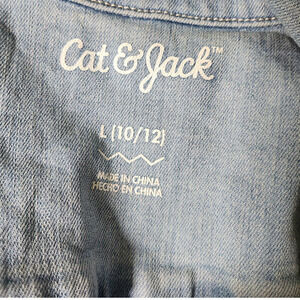 Cat & Jack™
L (10/12)
MADE IN CHINA
HECHO EN CHINA